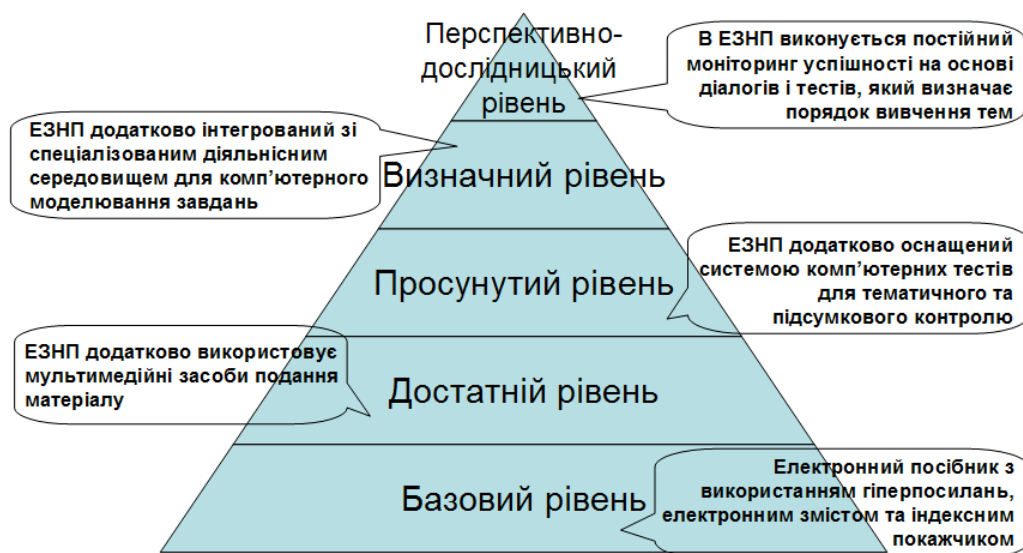 Перспективно-
дослідницький
рівень
В ЕЗНП виконується постійний
моніторинг успішності на основі
діалогів і тестів, який визначає
порядок вивчення тем
ЕЗНП додатково інтегрований зі
спеціалізованим діяльнісним
середовищем для комп’ютерного
моделювання завдань
Визначний рівень
ЕЗНП додатково оснащений
системою комп’ютерних тестів
для тематичного та
підсумкового контролю
Просунутий рівень
ЕЗНП додатково використовує
мультимедійні засоби подання
матеріалу
Достатній рівень
Електронний посібник з
використанням гіперпосилань,
електронним змістом та індексним
покажчиком
Базовий рівень